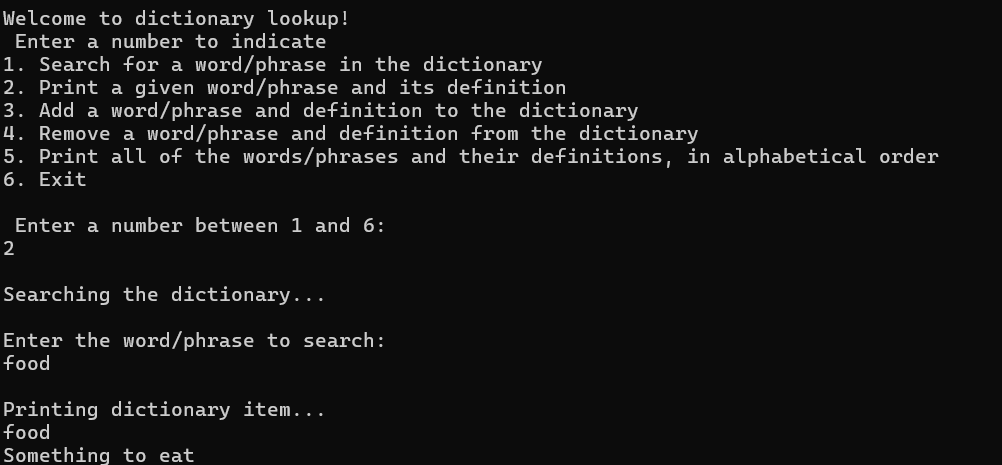 Welcome to dictionary lookup!
Enter a number to indicate
1. Search for a word/phrase in the dictionary
2. Print a given word/phrase and its definition
3. Add a word/phrase and definition to the dictionary
4. Remove a word/phrase and definition from the dictionary
5. Print all of the words/phrases and their definitions, in alphabetical order
6. Exit
Enter a number between 1 and 6:
2
Searching the dictionary...
Enter the word/phrase to search:
food
Printing dictionary item...
food
Something to eat